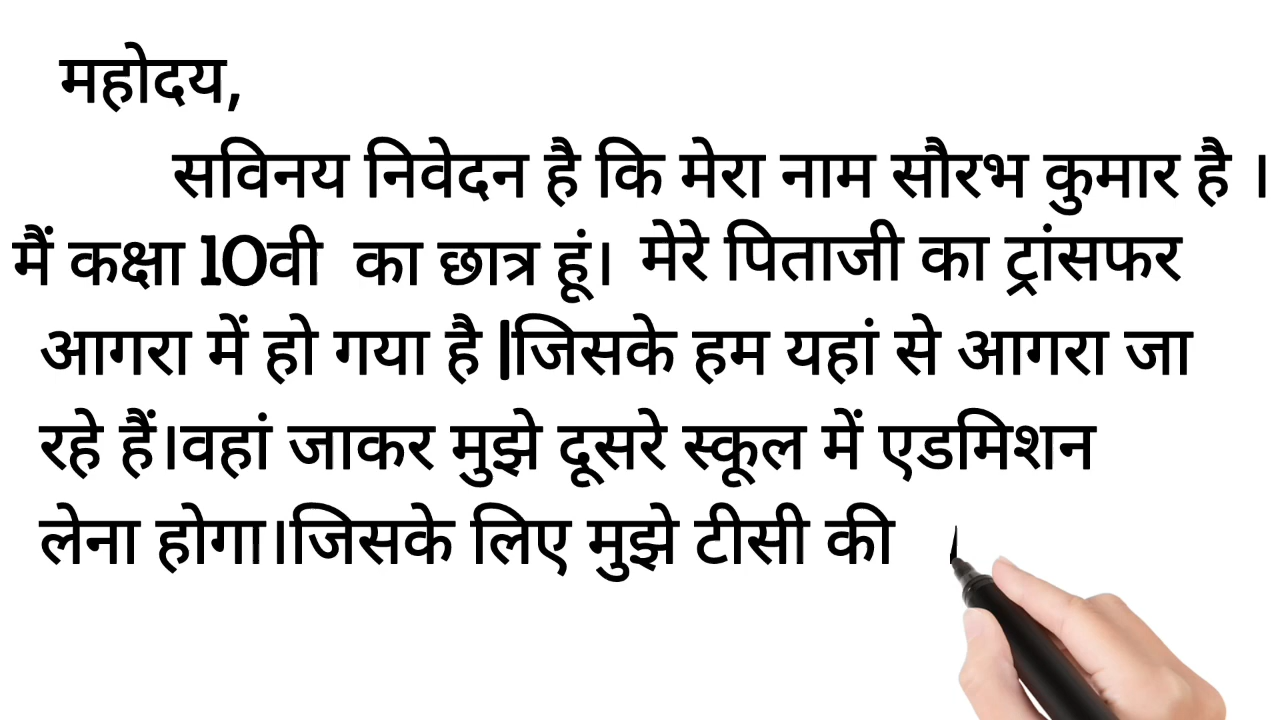 महोदय,
सविनय निवेदन है कि मेरा नाम सौरभ कुमार है ।
मैं कक्षा 10वी का छात्र हूं। मेरे पिताजी का ट्रांसफर
आगरा में हो गया है |जिसके हम यहां से आगरा जा
रहे हैं।वहां जाकर मुझे दूसरे स्कूल में एडमिशन
लेना होगा।जिसके लिए मुझे टीसी की